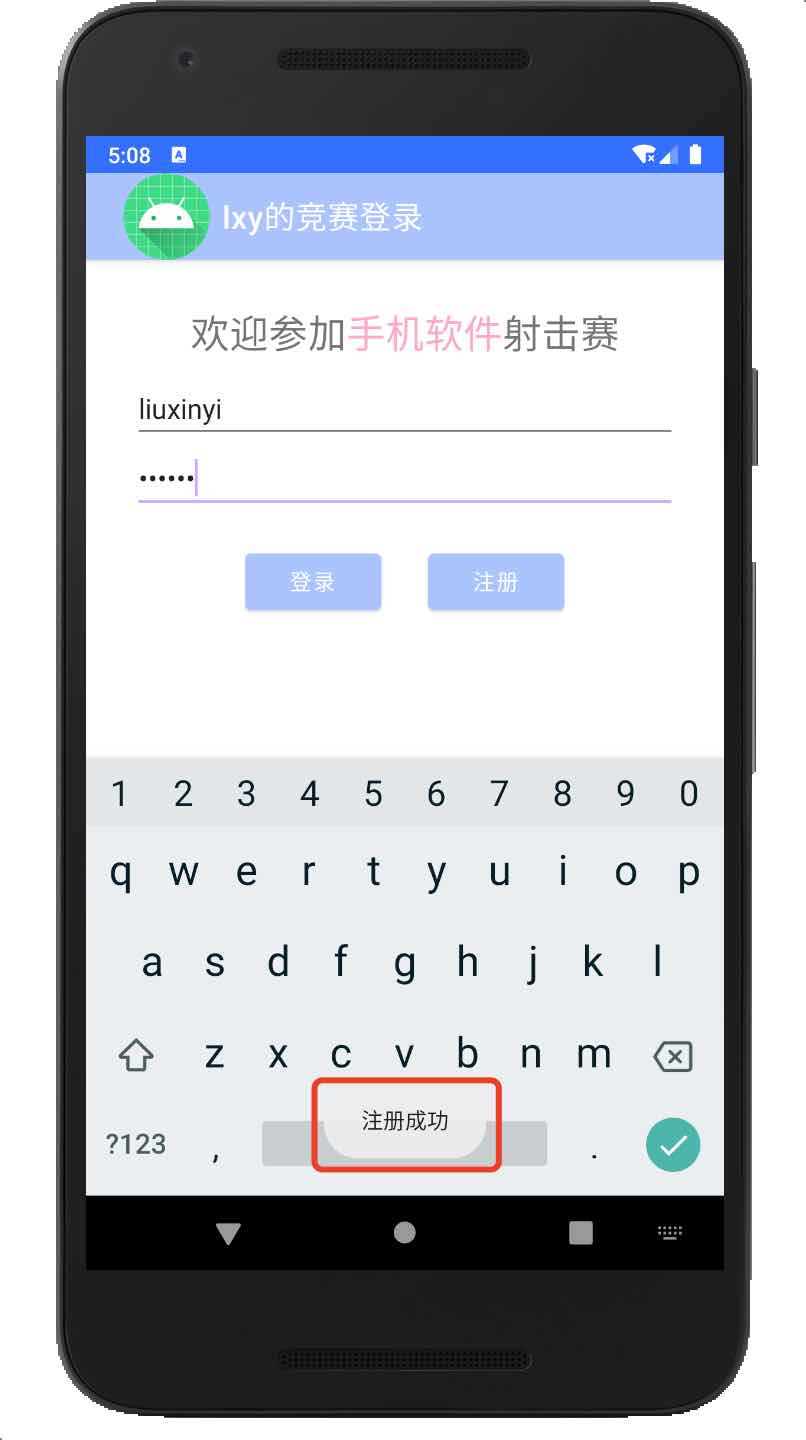 5:08
lxy的竞赛登录
欢迎参加手机软件射击赛
liuxinyi
••••••
登录 注册
1 2 3 4 5 6 7 8 9 0
q w e r t y u i o p
a s d f g h j k l
z x c v b n m
注册成功
?123 , .